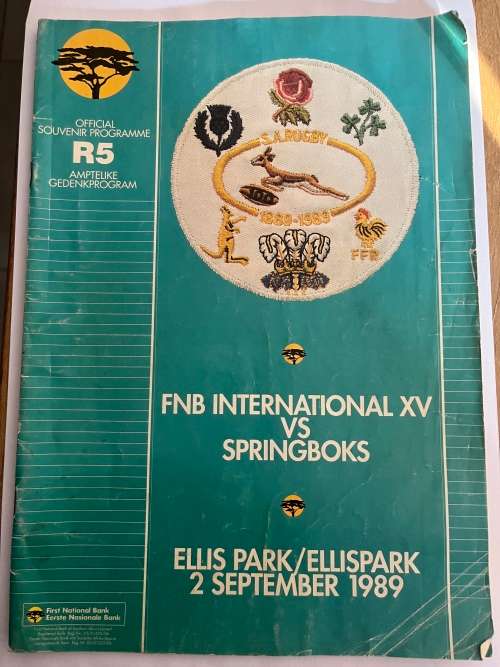 OFFICIAL
SOUVENIR PROGRAMME
R5
AMPTELIKE
GEDENKPROGRAM
S.A. RUGBY
100
1889-1989
FFR
FNB INTERNATIONAL XV
VS
SPRINGBOKS
ELLIS PARK/ELLISPARK
2 SEPTEMBER 1989
First National Bank
Eerste Nasionale Bank